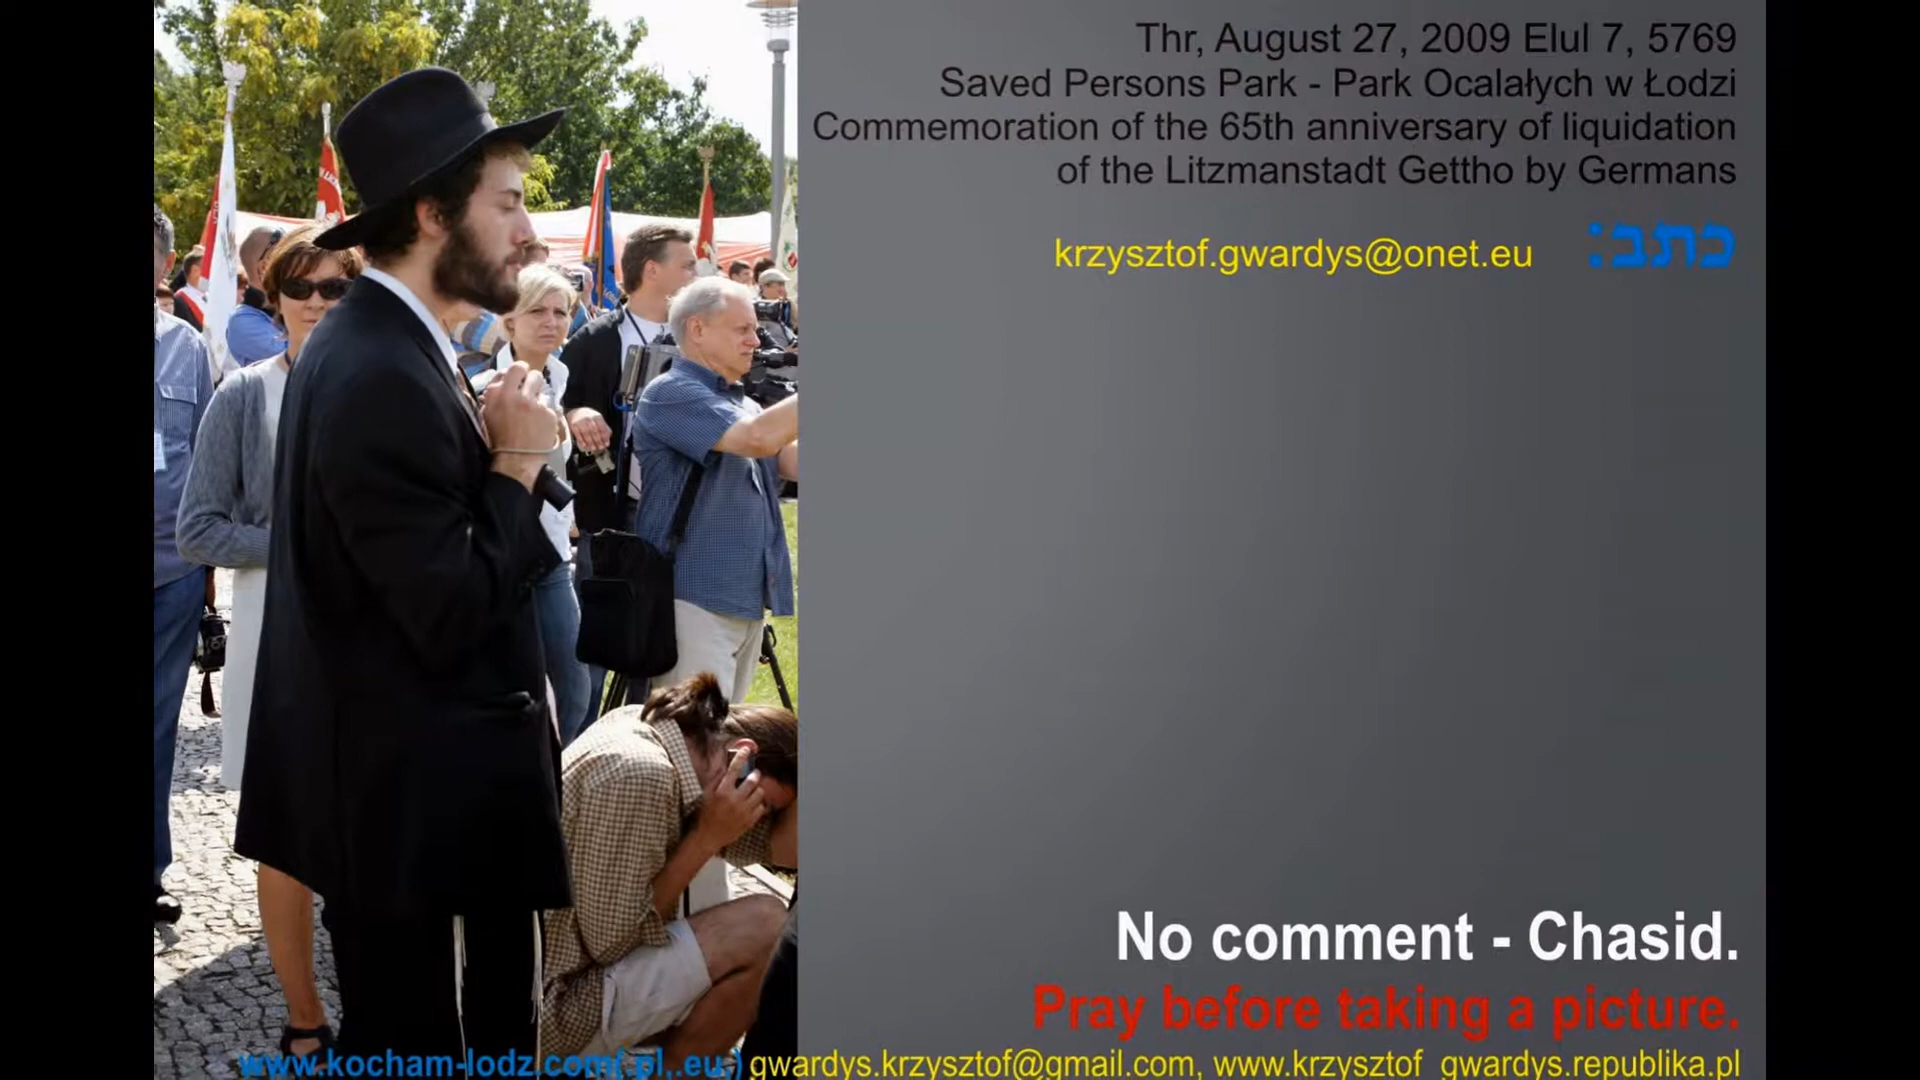 Thr, August 27, 2009 Elul 7, 5769
Saved Persons Park - Park Ocalałych w Łodzi
Commemoration of the 65th anniversary of liquidation
of the Litzmanstadt Gettho by Germans
krzysztof.gwardys@onet.eu כתב:
No comment - Chasid.
Pray before taking a picture.
www.kocham-lodz.com(.pl,.eu,) gwardys.krzysztof@gmail.com, www.krzysztof_gwardys.republika.pl